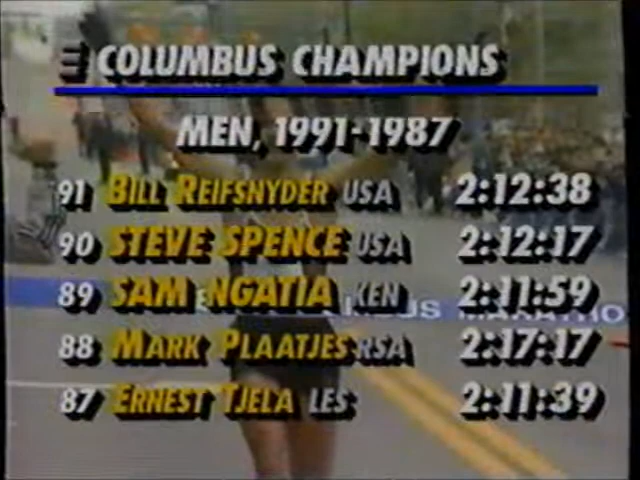 COLUMBUS CHAMPIONS
MEN, 1991-1987
91 BILL REIFSNYDER USA 2:12:38
90 STEVE SPENCE USA 2:12:17
89 SAM NGATIA KEN 2:11:59
88 MARK PLAATJES RSA 2:17:17
87 ERNEST TJELA LES 2:11:39